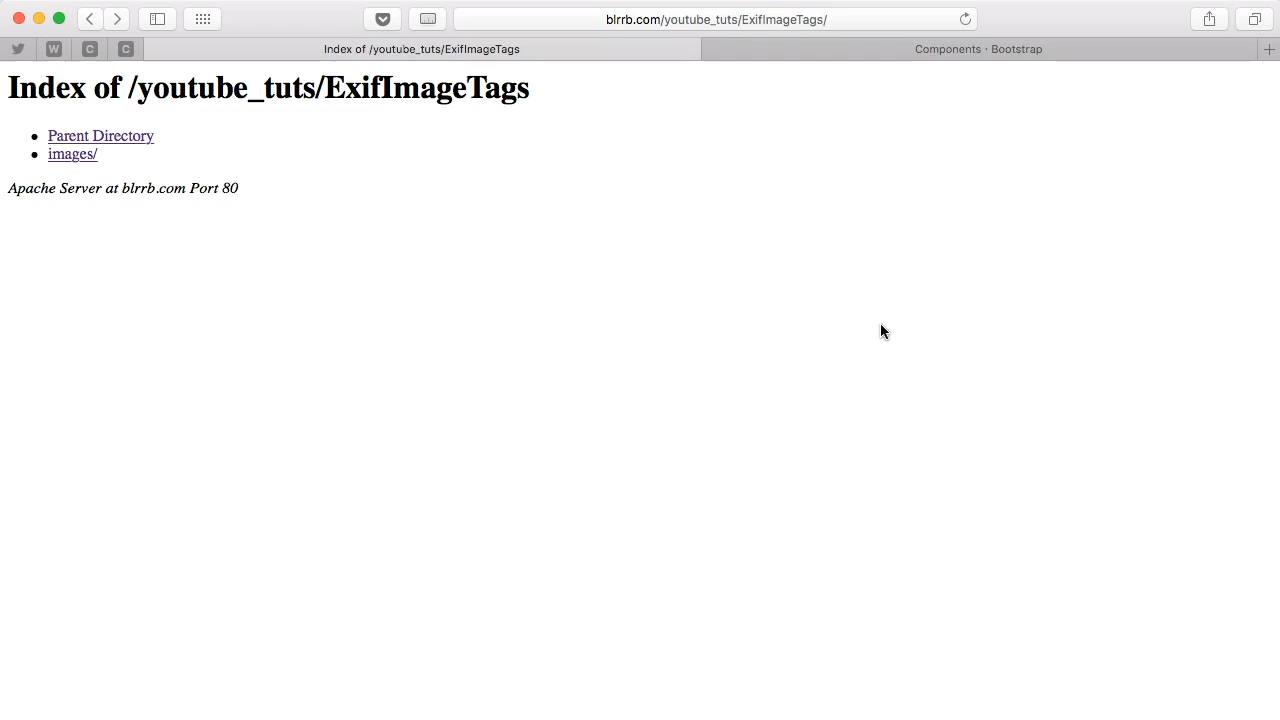 blrrb.com/youtube_tuts/ExifImageTags/
W
C
C
Index of /youtube_tuts/ExifImageTags
Components · Bootstrap
Index of /youtube_tuts/ExifImageTags
Parent Directory
images/
Apache Server at blrrb.com Port 80